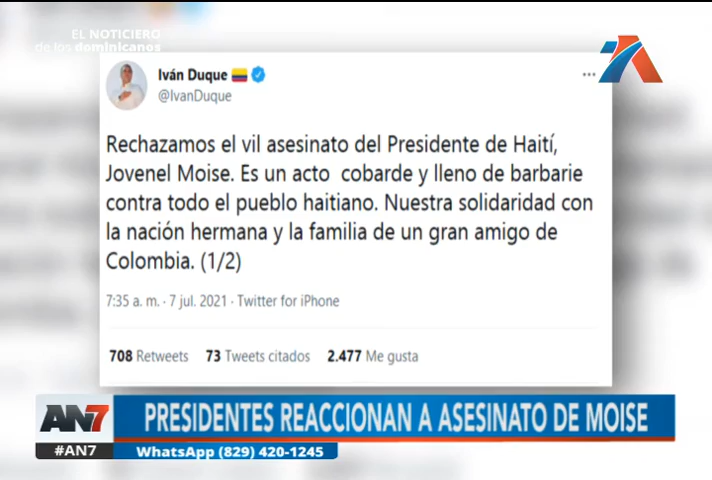 EL NOTICIERO
de los dominicanos
Iván Duque
@IvanDuque
Rechazamos el vil asesinato del Presidente de Haití,
Jovenel Moise. Es un acto cobarde y lleno de barbarie
contra todo el pueblo haitiano. Nuestra solidaridad con
la nación hermana y la familia de un gran amigo de
Colombia. (1/2)
7:35 a. m. · 7 jul. 2021 · Twitter for iPhone
708 Retweets 73 Tweets citados 2.477 Me gusta
AN7 PRESIDENTES REACCIONAN A ASESINATO DE MOISE
#AN7 WhatsApp (829) 420-1245